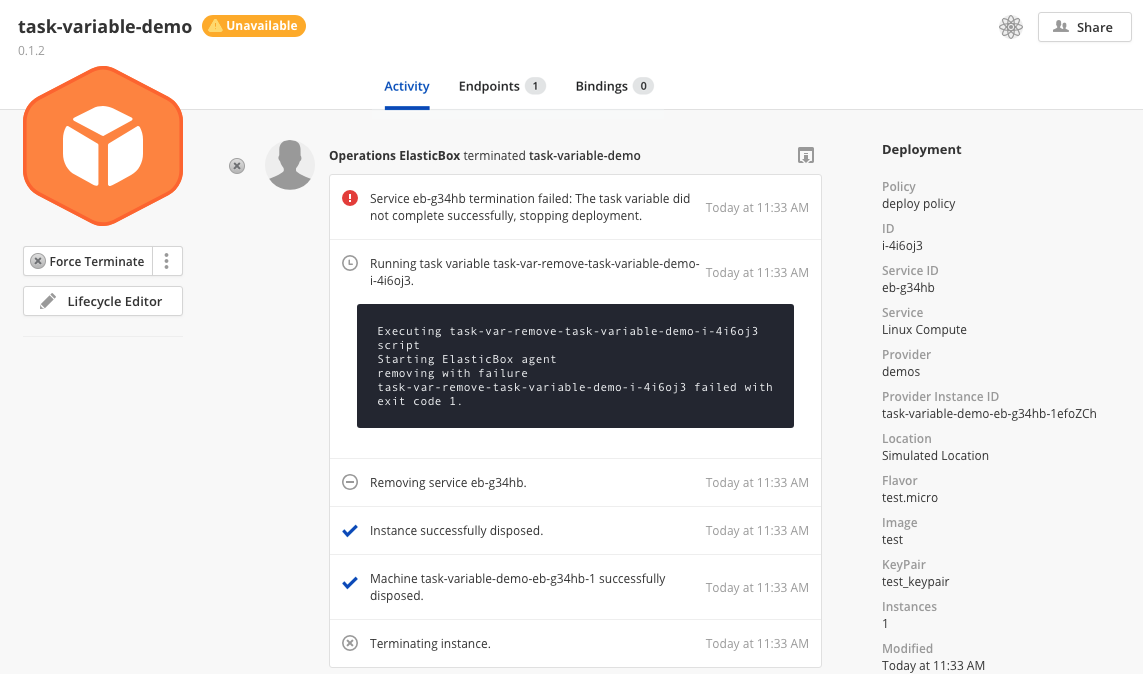 task-variable-demo
Unavailable
0.1.2
Share
Activity
Endpoints 1
Bindings 0
Force Terminate
Lifecycle Editor
Operations ElasticBox terminated task-variable-demo
Service eb-g34hb termination failed: The task variable did
not complete successfully, stopping deployment.
Today at 11:33 AM
Running task variable task-var-remove-task-variable-demo-
i-4i6oj3.
Today at 11:33 AM
Executing task-var-remove-task-variable-demo-i-4i6oj3
script
Starting ElasticBox agent
removing with failure
task-var-remove-task-variable-demo-i-4i6oj3 failed with
exit code 1.
Removing service eb-g34hb.
Today at 11:33 AM
Instance successfully disposed.
Today at 11:33 AM
Machine task-variable-demo-eb-g34hb-1 successfully
disposed.
Today at 11:33 AM
Terminating instance.
Today at 11:33 AM
Deployment
Policy
deploy policy
ID
i-4i6oj3
Service ID
eb-g34hb
Service
Linux Compute
Provider
demos
Provider Instance ID
task-variable-demo-eb-g34hb-1efoZCh
Location
Simulated Location
Flavor
test.micro
Image
test
KeyPair
test_keypair
Instances
1
Modified
Today at 11:33 AM